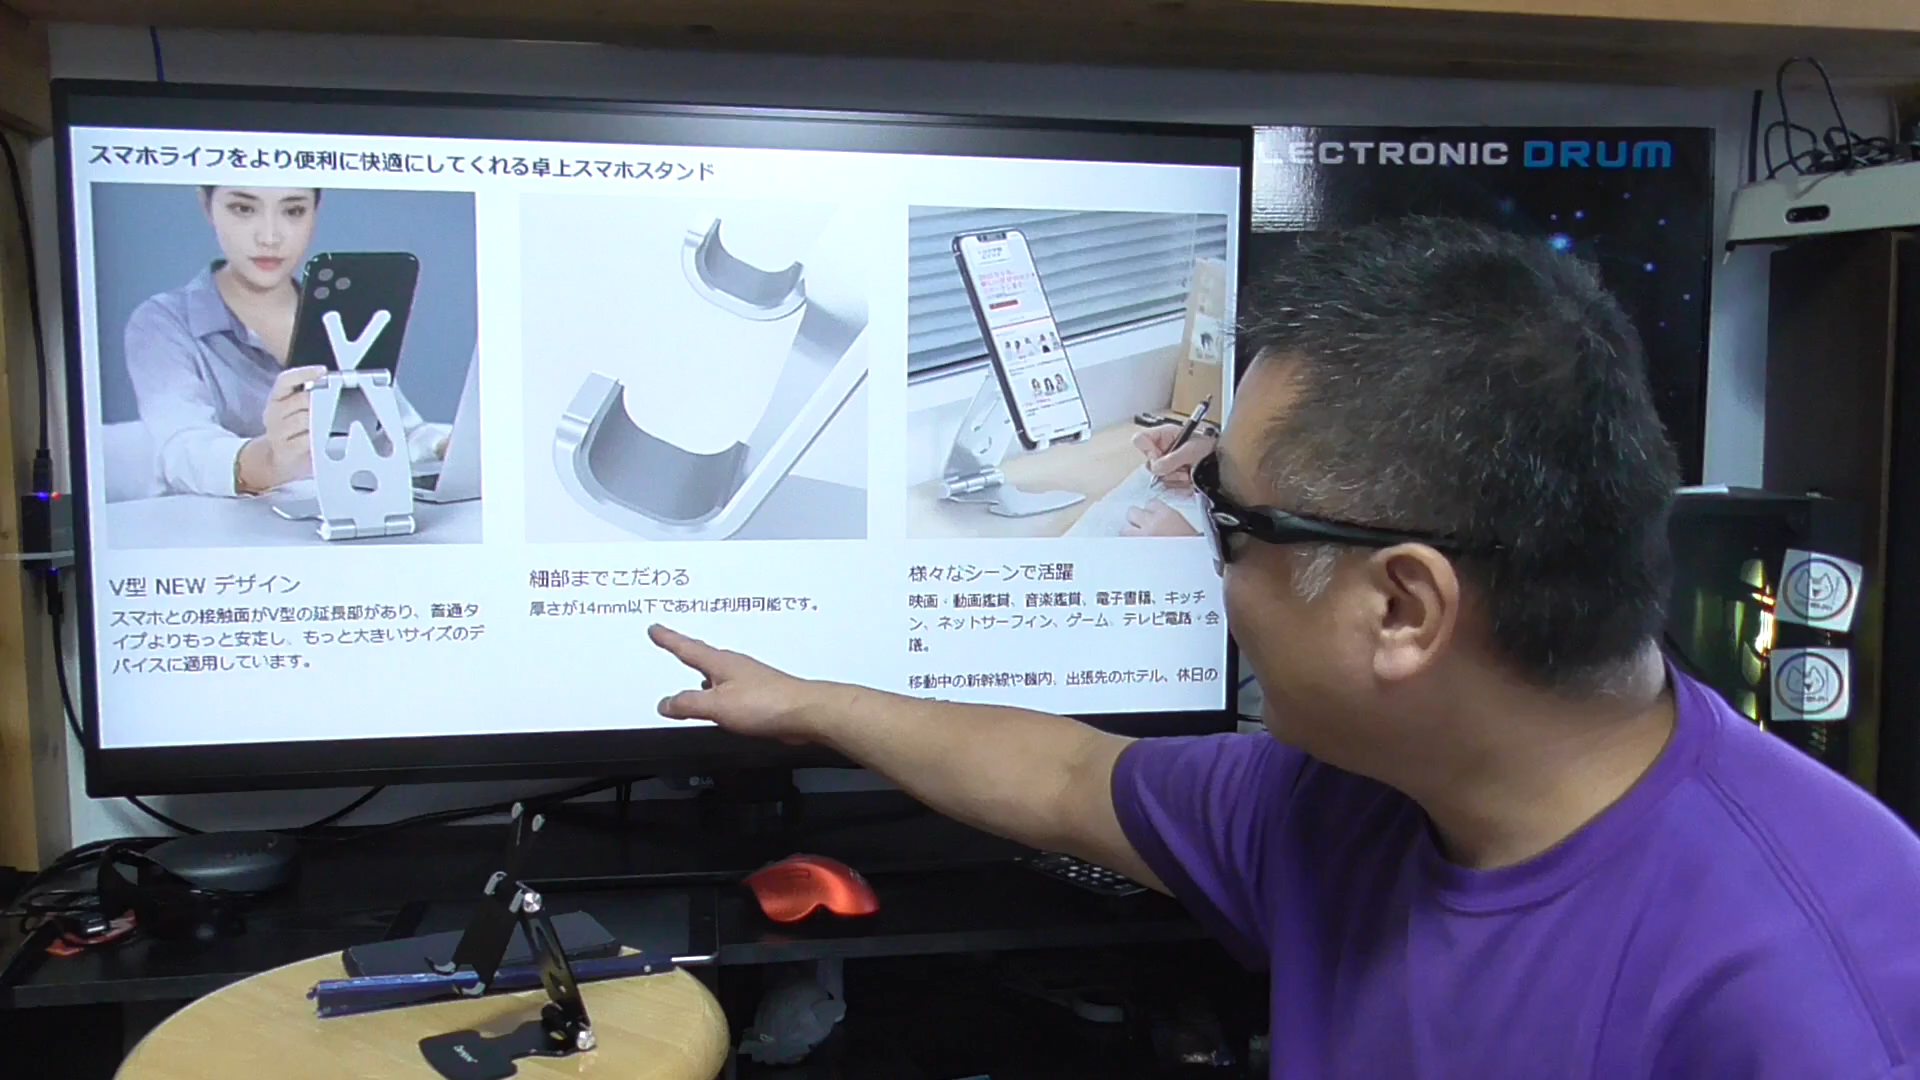 スマホライフをより便利に快適にしてくれる卓上スマホスタンド
V型 NEW デザイン
スマホとの接触面がV型の延長部があり、普通タ
イプよりもっと安定し、もっと大きいサイズのデ
バイスに適用しています。
細部までこだわる
厚さが14mm以下であれば利用可能です。
様々なシーンで活躍
映画・動画鑑賞、音楽鑑賞、電子書籍、キッチ
ン、ネットサーフィン、ゲーム、テレビ電話・会
議。
移動中の新幹線や機内、出張先のホテル、休日の
ELECTRONIC DRUM
LG